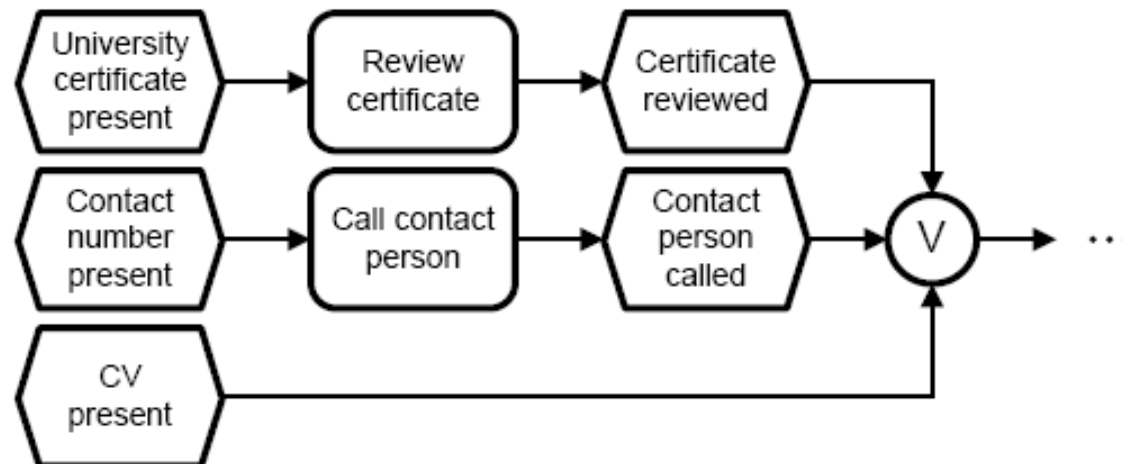 University
certificate
present
Review
certificate
Certificate
reviewed
Contact
number
present
Call contact
person
Contact
person
called
V
CV
present